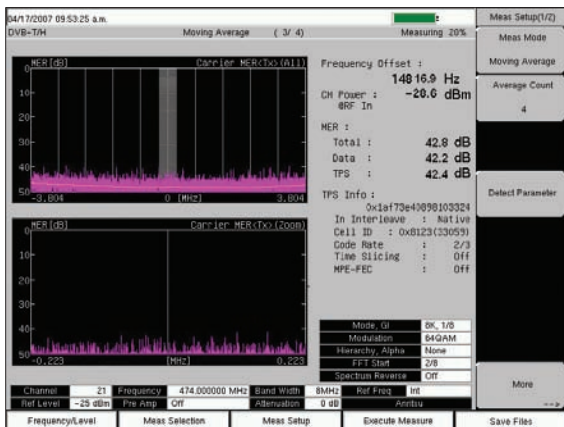 04/17/2007 09:53:25 a.m.
Meas Setup(1/2)
DVB-T/H Moving Average ( 3/ 4) Measuring 20%
Meas Mode
Moving Average
Average Count
4
Detect Parameter
More
-->
MER[dB] Carrier MER<Tx>(All)
0
10
20
30
40
50
-3.804 0 [MHz] 3.804
MER[dB] Carrier MER<Tx>(Zoom)
0
10
20
30
40
50
-0.223 [MHz] 0.223
Frequency Offset :
14816.9 Hz
CH Power : -20.6 dBm
@RF In
MER :
Total : 42.8 dB
Data : 42.2 dB
TPS : 42.4 dB
TPS Info :
0x1af73e40898103324
In Interleave : Native
Cell ID : 0x8123(33059)
Code Rate : 2/3
Time Slicing : Off
MPE-FEC : Off
Mode, GI 8K, 1/8
Modulation 64QAM
Hierarchy, Alpha None
FFT Start 2/8
Spectrum Reverse Off
Channel 21 Frequency 474.000000 MHz Band Width 8MHz Ref Freq Int
Ref Level -25 dBm Pre Amp Off Attenuation 0 dB Anritsu
Frequency/Level Meas Selection Meas Setup Execute Measure Save Files